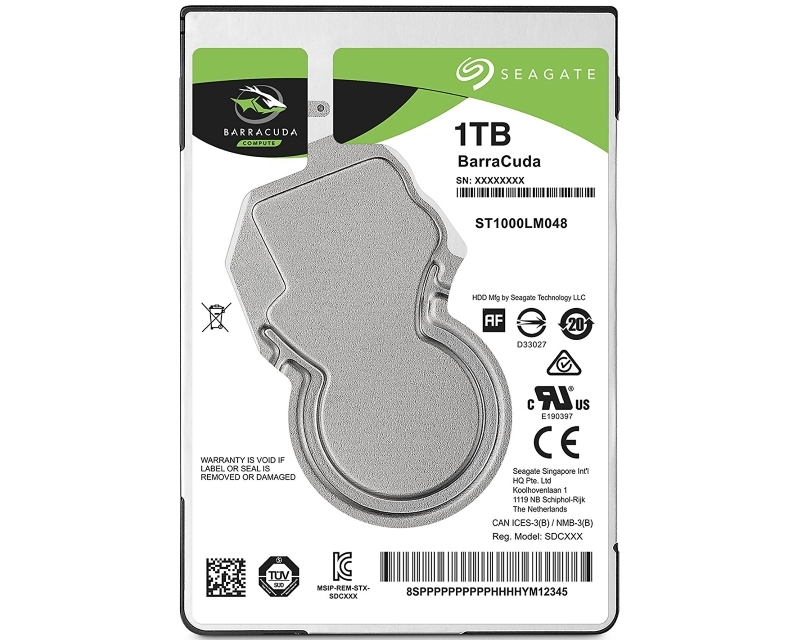 SEAGATE
BARRACUDA
COMPUTE
1TB
BarraCuda
SN: XXXXXXXX
ST1000LM048
HDD Mfg by Seagate Technology LLC
AF
D33027
20
c RU US
®
E190397
CE
WARRANTY IS VOID IF
LABEL OR SEAL IS
REMOVED OR DAMAGED
Seagate Singapore Int'l
HQ Pte. Ltd
Koolhovenlaan 1
1119 NB Schiphol-Rijk
The Netherlands
CAN ICES-3(B) / NMB-3(B)
Reg. Model: SDCXXX
TÜV
SÜD
MSIP-REM-STX-
SDCXXX
8SPPPPPPPPPPHHHHYM12345